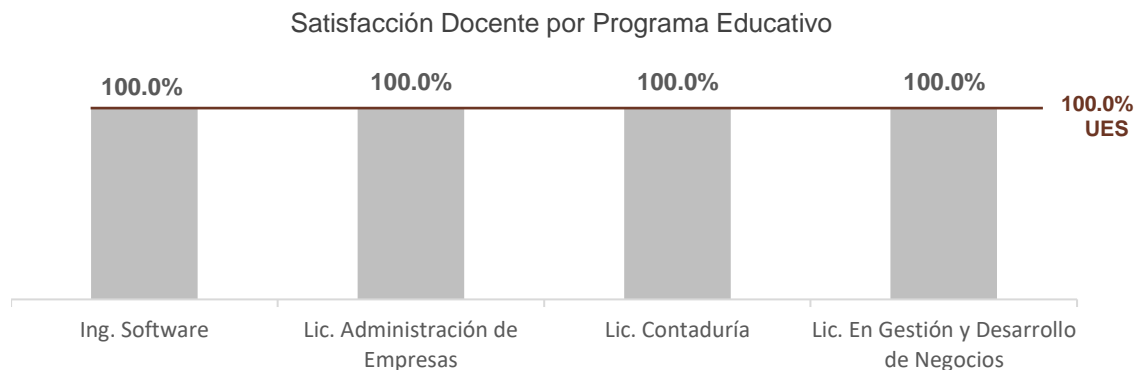 Satisfacción Docente por Programa Educativo
100.0%
100.0%
100.0%
100.0%
100.0%
UES
Ing. Software
Lic. Administración de
Empresas
Lic. Contaduría
Lic. En Gestión y Desarrollo
de Negocios